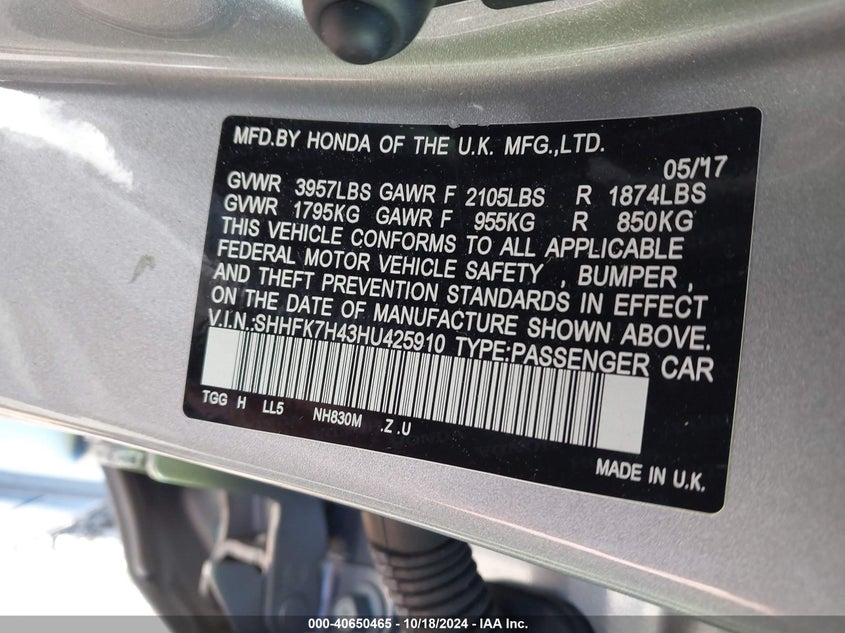 MFD.BY HONDA OF THE U.K. MFG.,LTD.
05/17
GVWR 3957LBS GAWR F 2105LBS R 1874LBS
GVWR 1795KG GAWR F 955KG R 850KG
THIS VEHICLE CONFORMS TO ALL APPLICABLE
FEDERAL MOTOR VEHICLE SAFETY , BUMPER ,
AND THEFT PREVENTION STANDARDS IN EFFECT
ON THE DATE OF MANUFACTURE SHOWN ABOVE.
V.I.N.:SHHFK7H43HU425910 TYPE:PASSENGER CAR
TGG H LL5 NH830M .Z .U
MADE IN U.K.
000-40650465 - 10/18/2024 - IAA Inc.